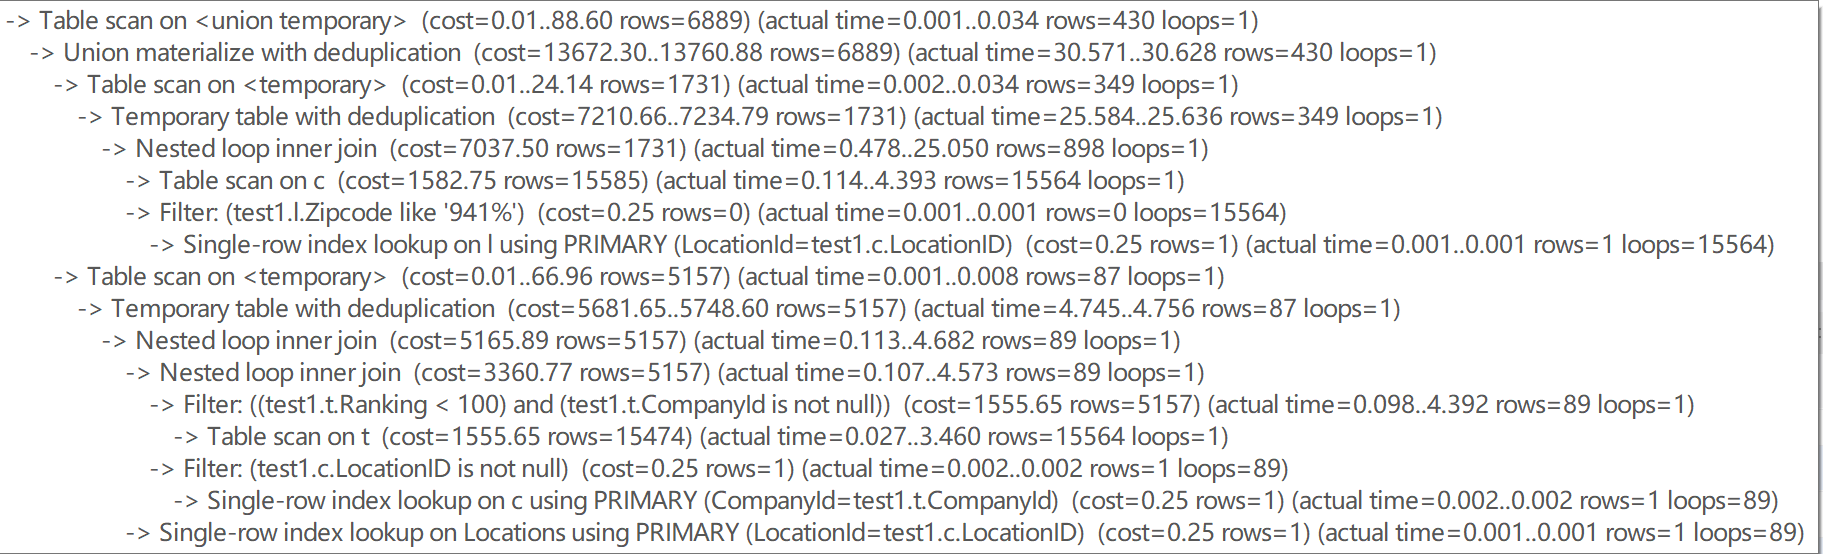 -> Table scan on <union temporary>  (cost=0.01..88.60 rows=6889) (actual time=0.001..0.034 rows=430 loops=1)
-> Union materialize with deduplication  (cost=13672.30..13760.88 rows=6889) (actual time=30.571..30.628 rows=430 loops=1)
-> Table scan on <temporary>  (cost=0.01..24.14 rows=1731) (actual time=0.002..0.034 rows=349 loops=1)
-> Temporary table with deduplication  (cost=7210.66..7234.79 rows=1731) (actual time=25.584..25.636 rows=349 loops=1)
-> Nested loop inner join  (cost=7037.50 rows=1731) (actual time=0.478..25.050 rows=898 loops=1)
-> Table scan on c  (cost=1582.75 rows=15585) (actual time=0.114..4.393 rows=15564 loops=1)
-> Filter: (test1.l.Zipcode like '941%')  (cost=0.25 rows=0) (actual time=0.001..0.001 rows=0 loops=15564)
-> Single-row index lookup on l using PRIMARY (LocationId=test1.c.LocationID)  (cost=0.25 rows=1) (actual time=0.001..0.001 rows=1 loops=15564)
-> Table scan on <temporary>  (cost=0.01..66.96 rows=5157) (actual time=0.001..0.008 rows=87 loops=1)
-> Temporary table with deduplication  (cost=5681.65..5748.60 rows=5157) (actual time=4.745..4.756 rows=87 loops=1)
-> Nested loop inner join  (cost=5165.89 rows=5157) (actual time=0.113..4.682 rows=89 loops=1)
-> Nested loop inner join  (cost=3360.77 rows=5157) (actual time=0.107..4.573 rows=89 loops=1)
-> Filter: ((test1.t.Ranking < 100) and (test1.t.CompanyId is not null))  (cost=1555.65 rows=5157) (actual time=0.098..4.392 rows=89 loops=1)
-> Table scan on t  (cost=1555.65 rows=15474) (actual time=0.027..3.460 rows=15564 loops=1)
-> Filter: (test1.c.LocationID is not null)  (cost=0.25 rows=1) (actual time=0.002..0.002 rows=1 loops=89)
-> Single-row index lookup on c using PRIMARY (CompanyId=test1.t.CompanyId)  (cost=0.25 rows=1) (actual time=0.002..0.002 rows=1 loops=89)
-> Single-row index lookup on Locations using PRIMARY (LocationId=test1.c.LocationID)  (cost=0.25 rows=1) (actual time=0.001..0.001 rows=1 loops=89)